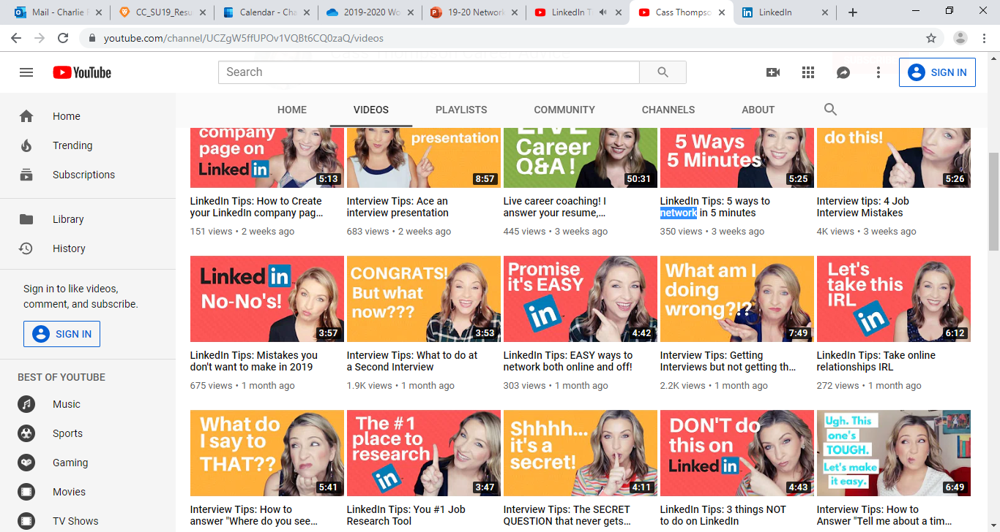 Mail - Charlie
CC_SU19_Resu
Calendar - Cha
2019-2020 Wo
19-20 Network
LinkedIn T
Cass Thompso
LinkedIn
youtube.com/channel/UCZgW5ffUPOv1VQBt6CQ0zaQ/videos
Cass Thompson Career Advice
YouTube
Search
SIGN IN
HOME
VIDEOS
PLAYLISTS
COMMUNITY
CHANNELS
ABOUT
Home
Trending
Subscriptions
Library
History
Sign in to like videos,
comment, and subscribe.
SIGN IN
BEST OF YOUTUBE
Music
Sports
Gaming
Movies
TV Shows
company
page on
Linked in
5:13
LinkedIn Tips: How to Create
your LinkedIn company pag...
151 views • 2 weeks ago
presentation
8:57
Interview Tips: Ace an
interview presentation
683 views • 2 weeks ago
LIVE
Career
Q&A !
50:31
Live career coaching! I
answer your resume,...
445 views • 3 weeks ago
5 Ways
5 Minutes
5:25
LinkedIn Tips: 5 ways to
network in 5 minutes
350 views • 3 weeks ago
do this!
5:26
Interview tips: 4 Job
Interview Mistakes
4K views • 3 weeks ago
Linked in
No-No's!
3:57
LinkedIn Tips: Mistakes you
don't want to make in 2019
675 views • 1 month ago
CONGRATS!
But what
now???
3:53
Interview Tips: What to do at
a Second Interview
1.9K views • 1 month ago
Promise
it's EASY
in
4:42
LinkedIn Tips: EASY ways to
network both online and off!
303 views • 1 month ago
What am I
doing
wrong?!?
7:49
Interview Tips: Getting
Interviews but not getting th...
2.2K views • 1 month ago
Let's
take this
IRL
in
6:12
LinkedIn Tips: Take online
relationships IRL
272 views • 1 month ago
What do
I say to
THAT??
5:41
Interview Tips: How to
answer "Where do you see...
The #1
place to
research
in
3:47
LinkedIn Tips: You #1 Job
Research Tool
Shhhh...
it's a
secret!
4:11
Interview Tips: The SECRET
QUESTION that never gets...
DON'T do
this on
Linked in
4:43
LinkedIn Tips: 3 things NOT
to do on LinkedIn
Ugh. This
one's
TOUGH.
Let's make
it easy.
6:49
Interview Tips: How to
Answer "Tell me about a tim...